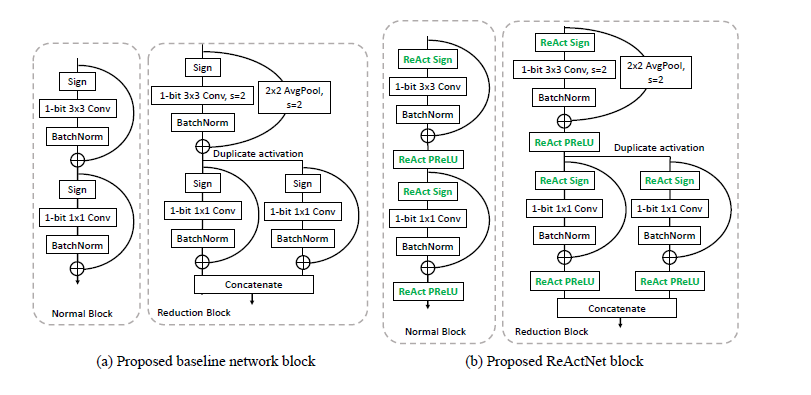 Sign
1-bit 3x3 Conv
BatchNorm
Sign
1-bit 1x1 Conv
BatchNorm
Normal Block
Sign
1-bit 3x3 Conv, s=2
2x2 AvgPool,
s=2
BatchNorm
Duplicate activation
Sign
Sign
1-bit 1x1 Conv
1-bit 1x1 Conv
BatchNorm
BatchNorm
Concatenate
Reduction Block
(a) Proposed baseline network block
ReAct Sign
1-bit 3x3 Conv
BatchNorm
ReAct PReLU
ReAct Sign
1-bit 1x1 Conv
BatchNorm
ReAct PReLU
Normal Block
ReAct Sign
1-bit 3x3 Conv, s=2
2x2 AvgPool,
s=2
BatchNorm
ReAct PReLU
Duplicate activation
ReAct Sign
ReAct Sign
1-bit 1x1 Conv
1-bit 1x1 Conv
BatchNorm
BatchNorm
ReAct PReLU
ReAct PReLU
Concatenate
Reduction Block
(b) Proposed ReActNet block